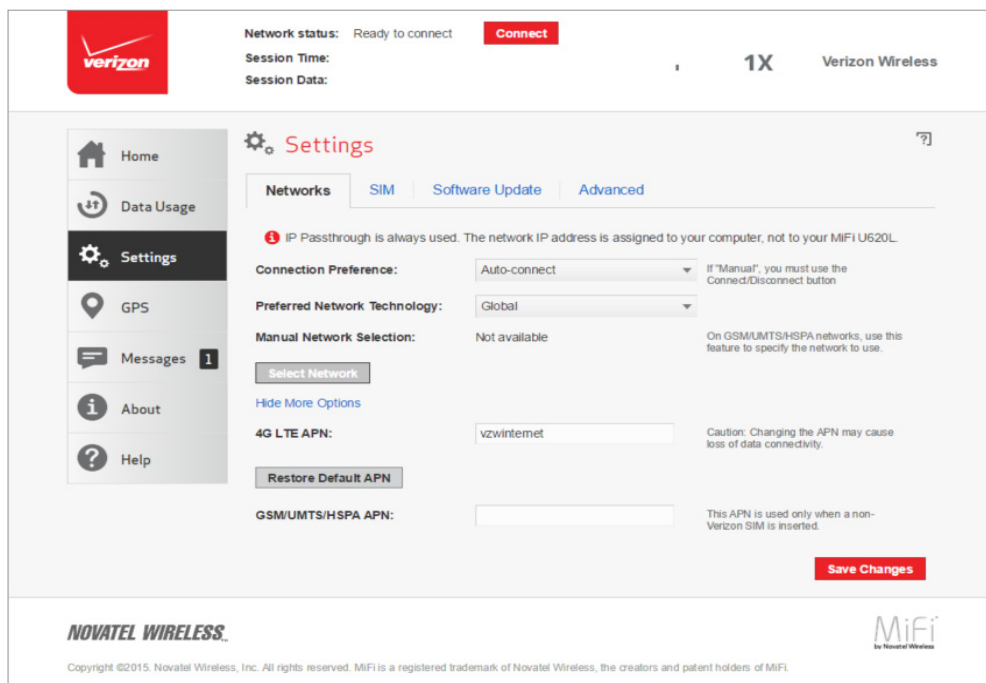 verizon
Network status: Ready to connect Connect
Session Time:
Session Data:
1X Verizon Wireless
Home
Data Usage
Settings
GPS
Messages 1
About
Help
Settings
?
Networks SIM Software Update Advanced
IP Passthrough is always used. The network IP address is assigned to your computer, not to your MiFi U620L.
Connection Preference: Auto-connect
If "Manual", you must use the
Connect/Disconnect button
Preferred Network Technology: Global
Manual Network Selection: Not available
On GSM/UMTS/HSPA networks, use this
feature to specify the network to use.
Select Network
Hide More Options
4G LTE APN: vzwinternet
Caution: Changing the APN may cause
loss of data connectivity.
Restore Default APN
GSM/UMTS/HSPA APN:
This APN is used only when a non-
Verizon SIM is inserted.
Save Changes
NOVATEL WIRELESS
MiFi
by Novatel Wireless
Copyright ©2015. Novatel Wireless, Inc. All rights reserved. MiFi is a registered trademark of Novatel Wireless, the creators and patent holders of MiFi.